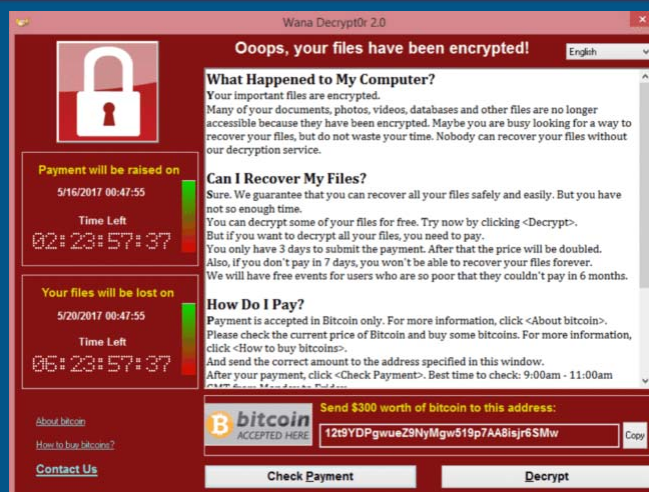 Wana Decrypt0r 2.0
Ooops, your files have been encrypted!
English
What Happened to My Computer?
Your important files are encrypted.
Many of your documents, photos, videos, databases and other files are no longer
accessible because they have been encrypted. Maybe you are busy looking for a way to
recover your files, but do not waste your time. Nobody can recover your files without
our decryption service.
Can I Recover My Files?
Sure. We guarantee that you can recover all your files safely and easily. But you have
not so enough time.
You can decrypt some of your files for free. Try now by clicking <Decrypt>.
But if you want to decrypt all your files, you need to pay.
You only have 3 days to submit the payment. After that the price will be doubled.
Also, if you don't pay in 7 days, you won't be able to recover your files forever.
We will have free events for users who are so poor that they couldn't pay in 6 months.
How Do I Pay?
Payment is accepted in Bitcoin only. For more information, click <About bitcoin>.
Please check the current price of Bitcoin and buy some bitcoins. For more information,
click <How to buy bitcoins>.
And send the correct amount to the address specified in this window.
After your payment, click <Check Payment>. Best time to check: 9:00am - 11:00am
GMT from Monday to Friday.
Payment will be raised on
5/16/2017 00:47:55
Time Left
02:23:57:37
Your files will be lost on
5/20/2017 00:47:55
Time Left
06:23:57:37
About bitcoin
How to buy bitcoins?
Contact Us
bitcoin
ACCEPTED HERE
Send $300 worth of bitcoin to this address:
12t9YDPgwueZ9NyMgw519p7AA8isjr6SMw
Copy
Check Payment
Decrypt